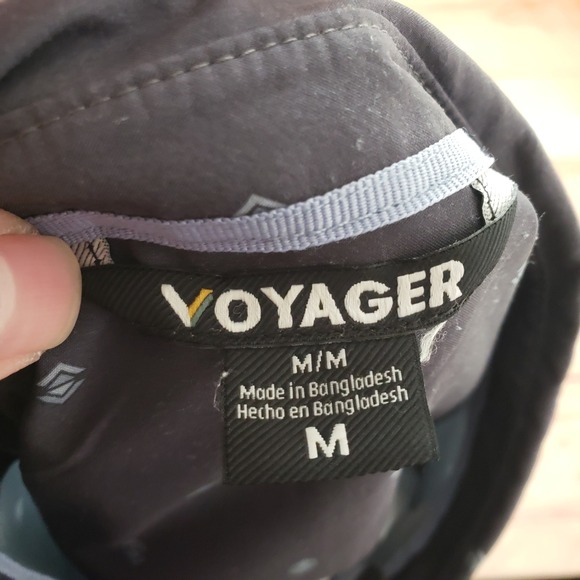 VOYAGER
M/M
Made in Bangladesh
Hecho en Bangladesh
M